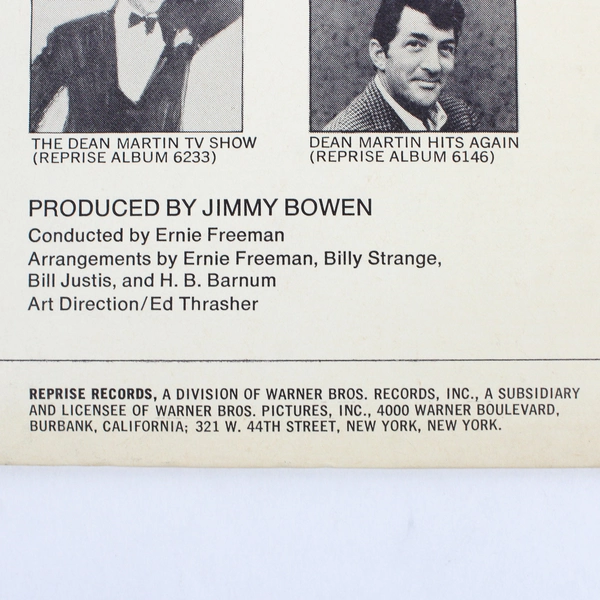 THE DEAN MARTIN TV SHOW
(REPRISE ALBUM 6233)
DEAN MARTIN HITS AGAIN
(REPRISE ALBUM 6146)
PRODUCED BY JIMMY BOWEN
Conducted by Ernie Freeman
Arrangements by Ernie Freeman, Billy Strange,
Bill Justis, and H. B. Barnum
Art Direction/Ed Thrasher
REPRISE RECORDS, A DIVISION OF WARNER BROS. RECORDS, INC., A SUBSIDIARY
AND LICENSEE OF WARNER BROS. PICTURES, INC., 4000 WARNER BOULEVARD,
BURBANK, CALIFORNIA; 321 W. 44TH STREET, NEW YORK, NEW YORK.